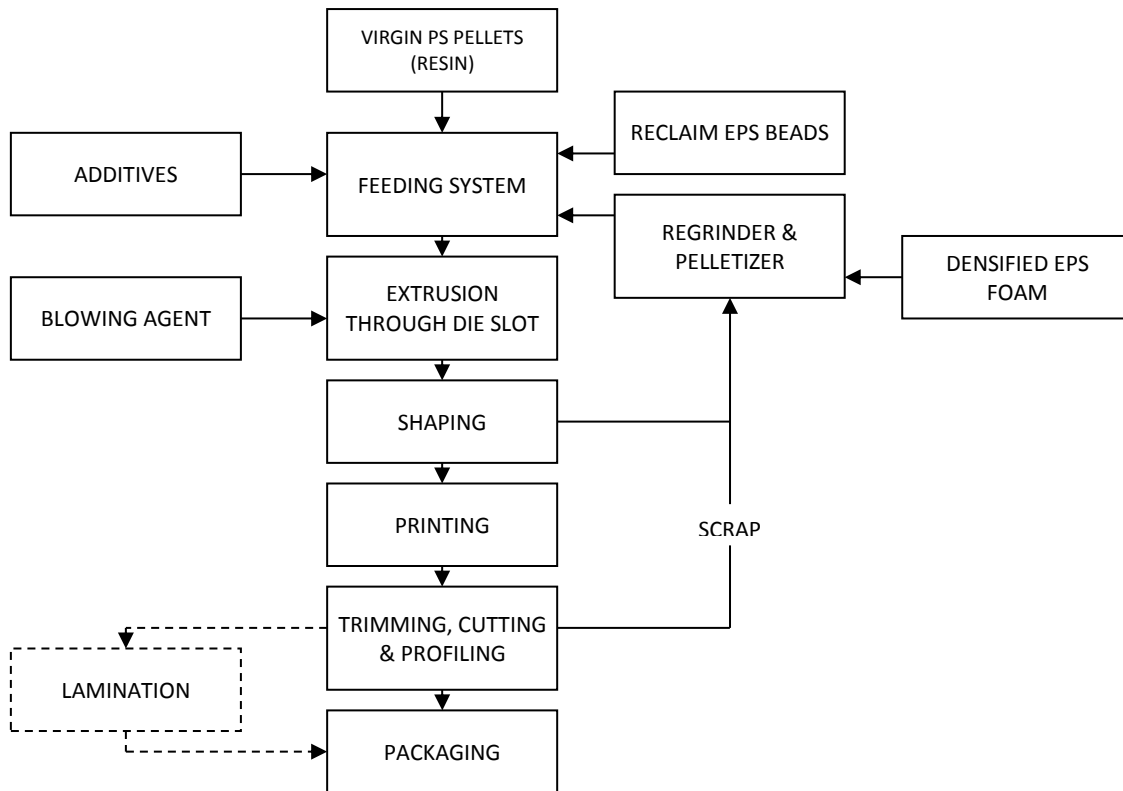 VIRGIN PS PELLETS
(RESIN)
RECLAIM EPS BEADS
ADDITIVES
FEEDING SYSTEM
REGRINDER &
PELLETIZER
DENSIFIED EPS
FOAM
BLOWING AGENT
EXTRUSION
THROUGH DIE SLOT
SHAPING
PRINTING
SCRAP
TRIMMING, CUTTING
& PROFILING
LAMINATION
PACKAGING